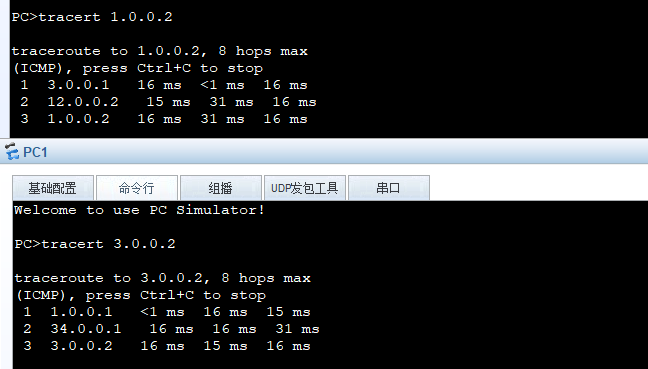 PC>tracert 1.0.0.2
traceroute to 1.0.0.2, 8 hops max
(ICMP), press Ctrl+C to stop
1 3.0.0.1 16 ms <1 ms 16 ms
2 12.0.0.2 15 ms 31 ms 16 ms
3 1.0.0.2 16 ms 31 ms 16 ms
PC1
基础配置 命令行 组播 UDP发包工具 串口
Welcome to use PC Simulator!
PC>tracert 3.0.0.2
traceroute to 3.0.0.2, 8 hops max
(ICMP), press Ctrl+C to stop
1 1.0.0.1 <1 ms 16 ms 15 ms
2 34.0.0.1 16 ms 16 ms 31 ms
3 3.0.0.2 16 ms 15 ms 16 ms